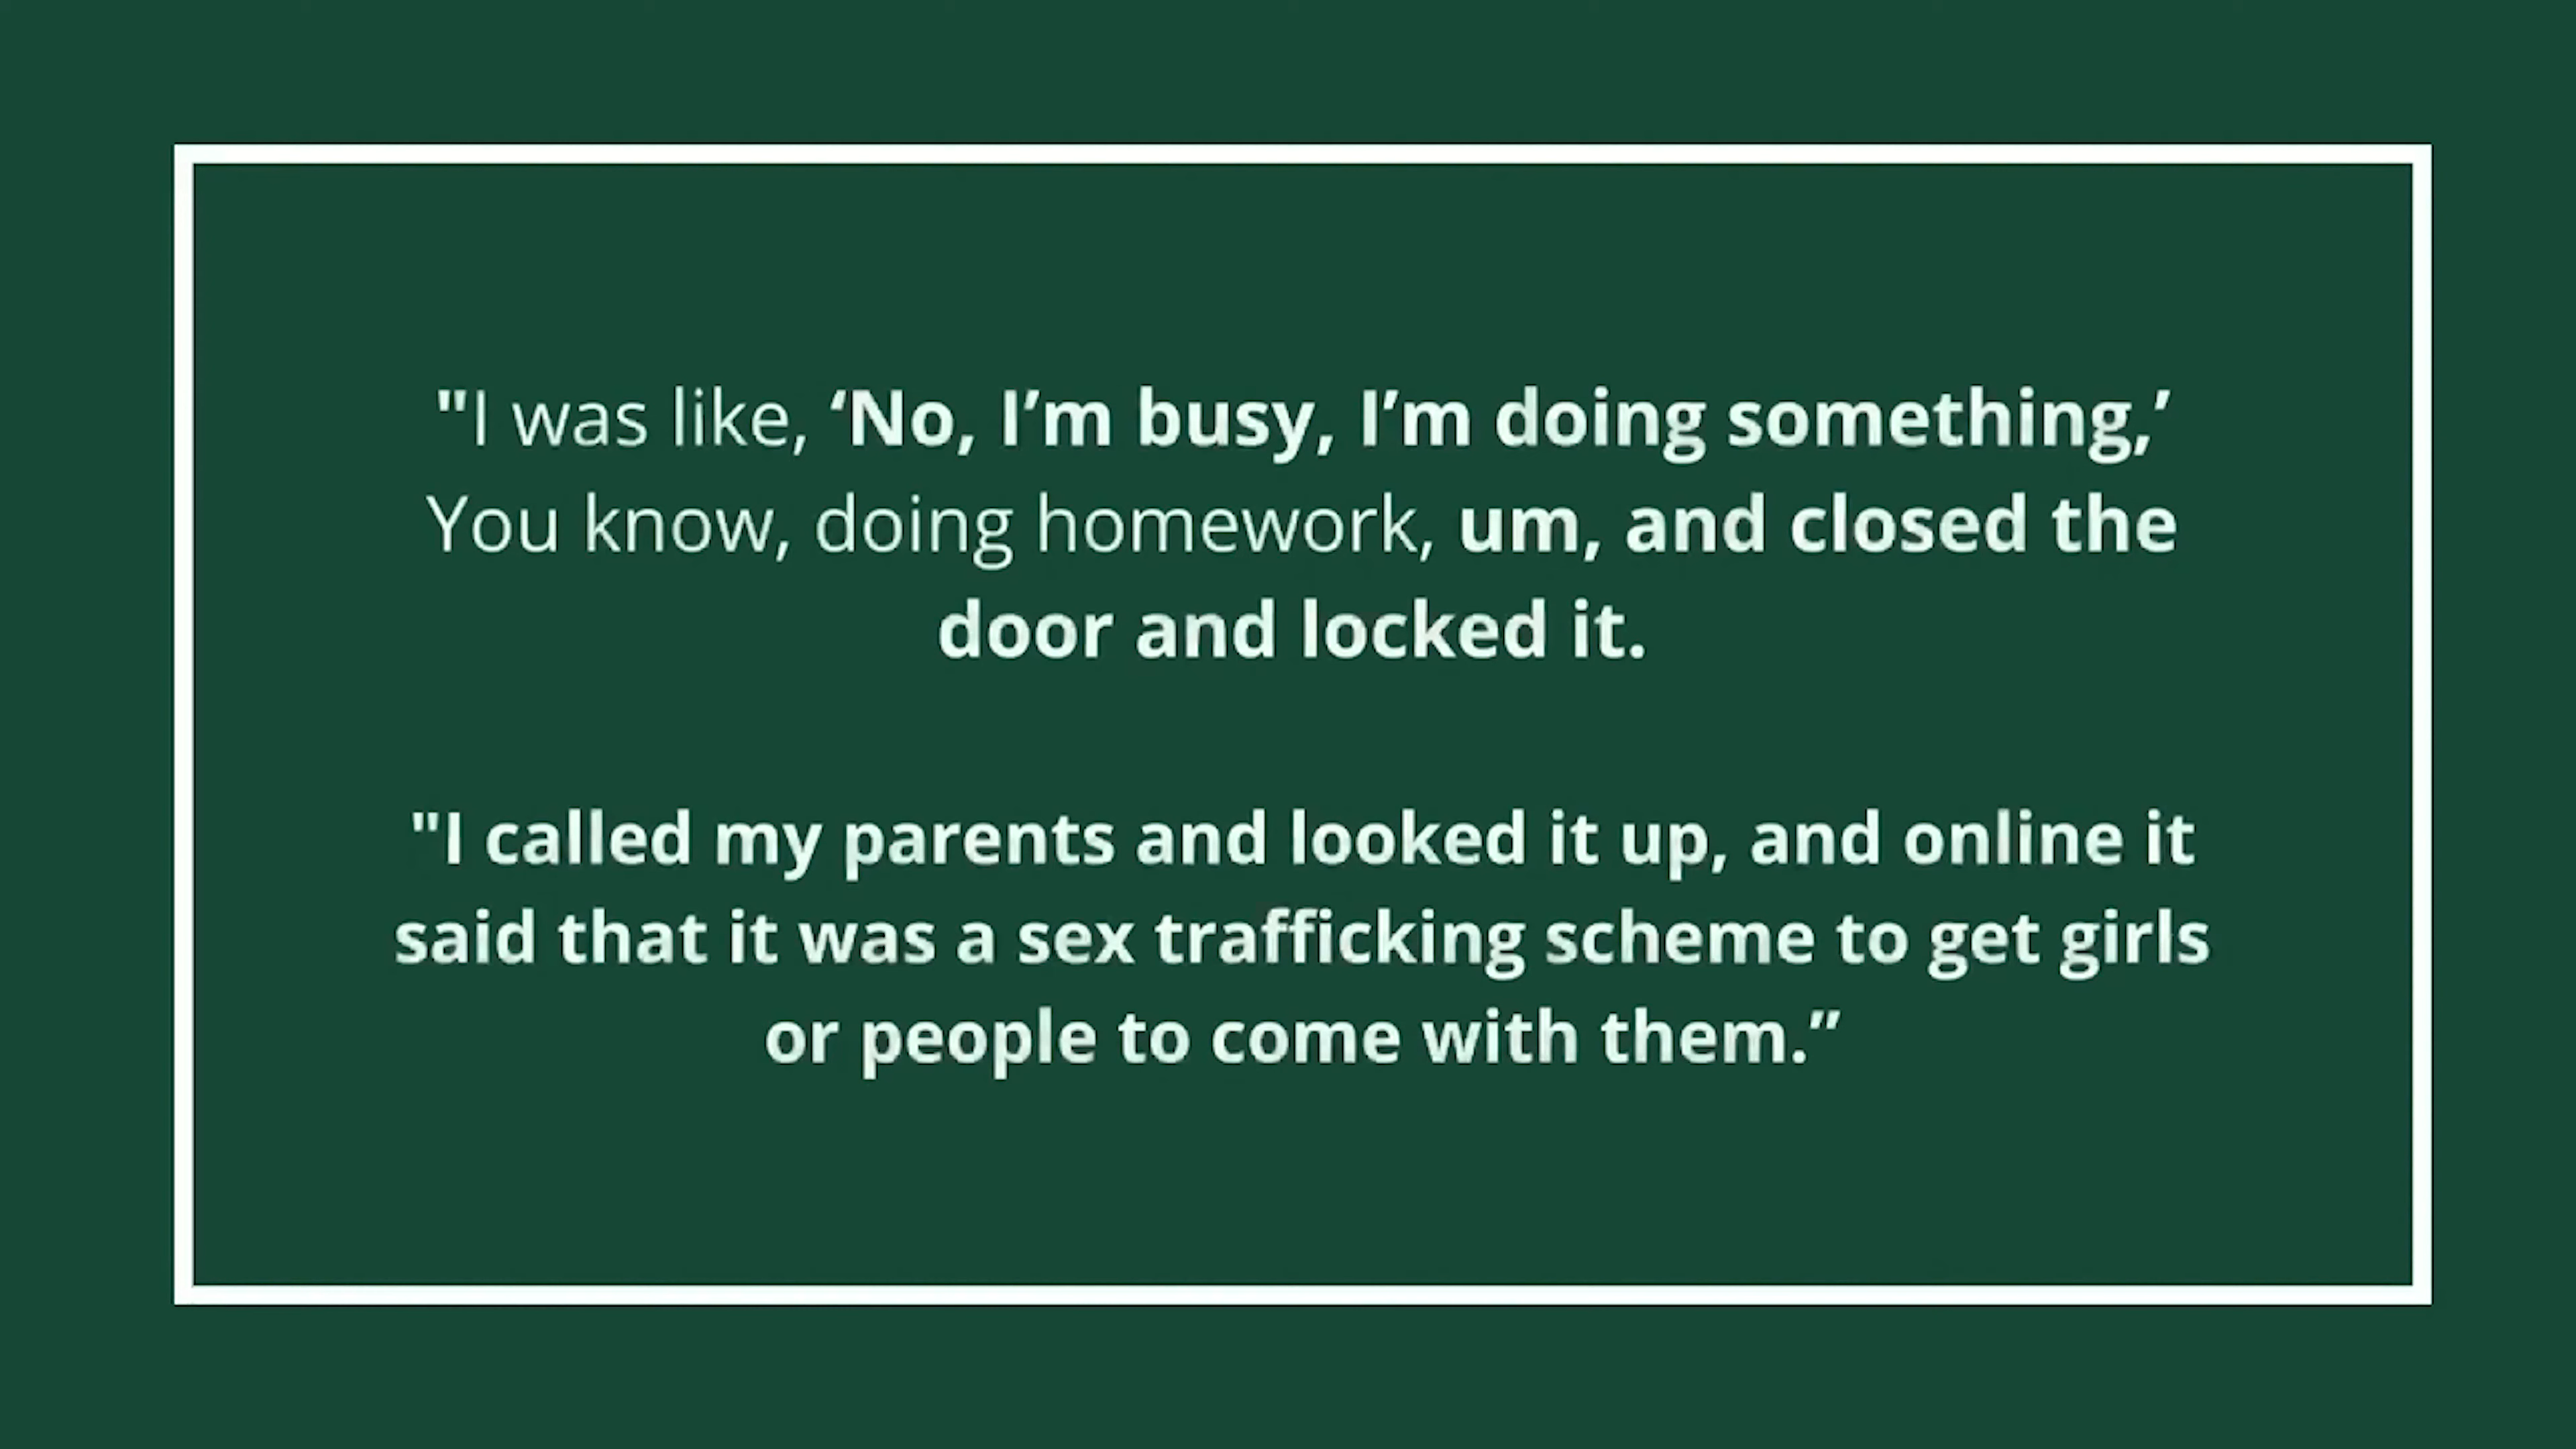 "I was like, ‘No, I’m busy, I’m doing something,’
You know, doing homework, um, and closed the
door and locked it.
"I called my parents and looked it up, and online it
said that it was a sex trafficking scheme to get girls
or people to come with them.”